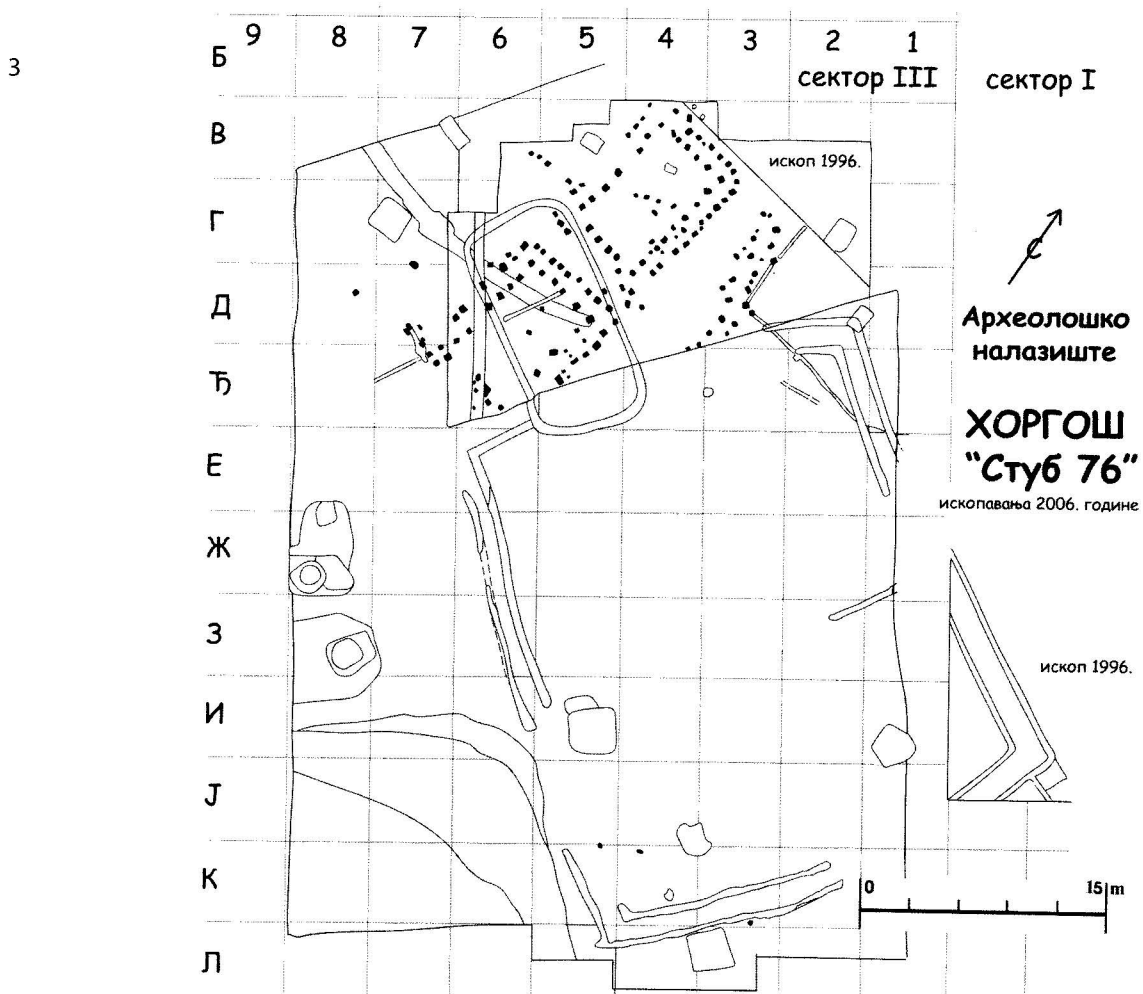 3
9 8 7 6 5 4 3 2 1
Б
сектор III сектор I
В
ископ 1996.
Г
С
Д
Археолошко
налазиште
Ђ
ХОРГОШ
"Стуб 76"
ископавања 2006. године
Е
Ж
З
ископ 1996.
И
Ј
К
0 15 m
Л